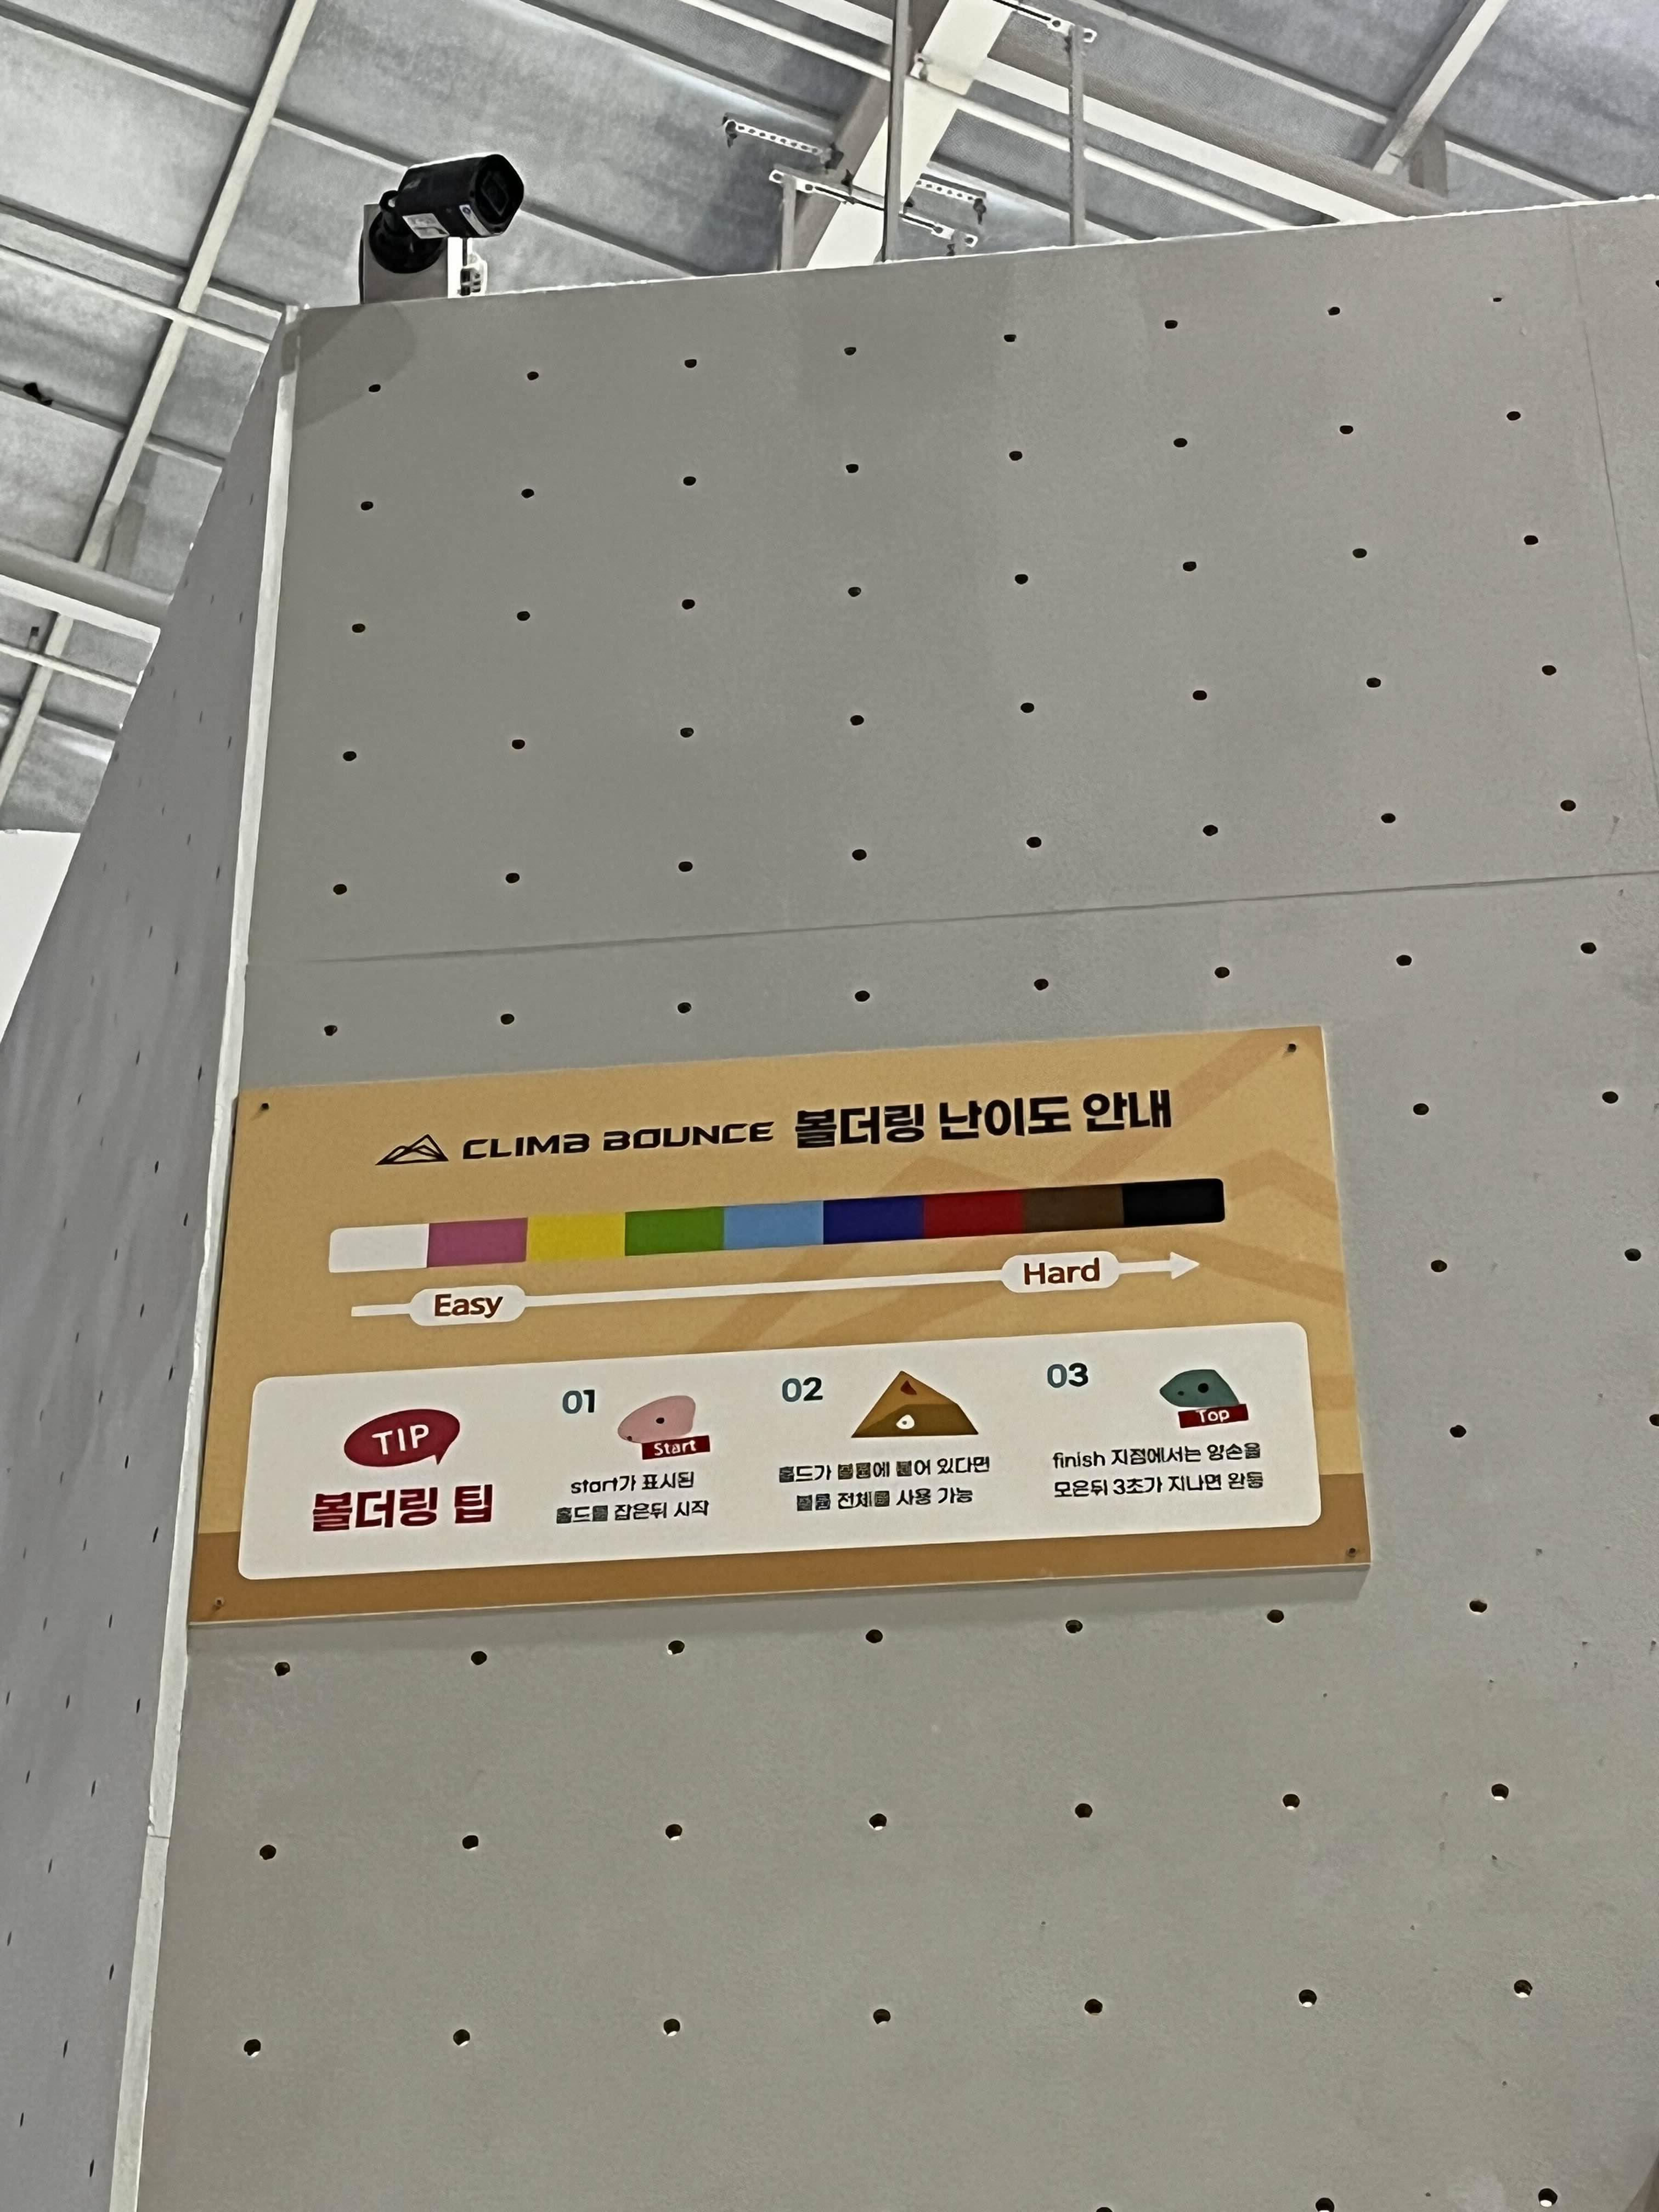 CLIMB BOUNCE 볼더링 난이도 안내
Easy
Hard
TIP
볼더링 팁
01
Start
start가 표시된
홀드를 잡은뒤 시작
02
홀드가 볼륨에 붙어 있다면
볼륨 전체를 사용 가능
03
Top
finish 지점에서는 양손을
모은뒤 3초가 지나면 완등